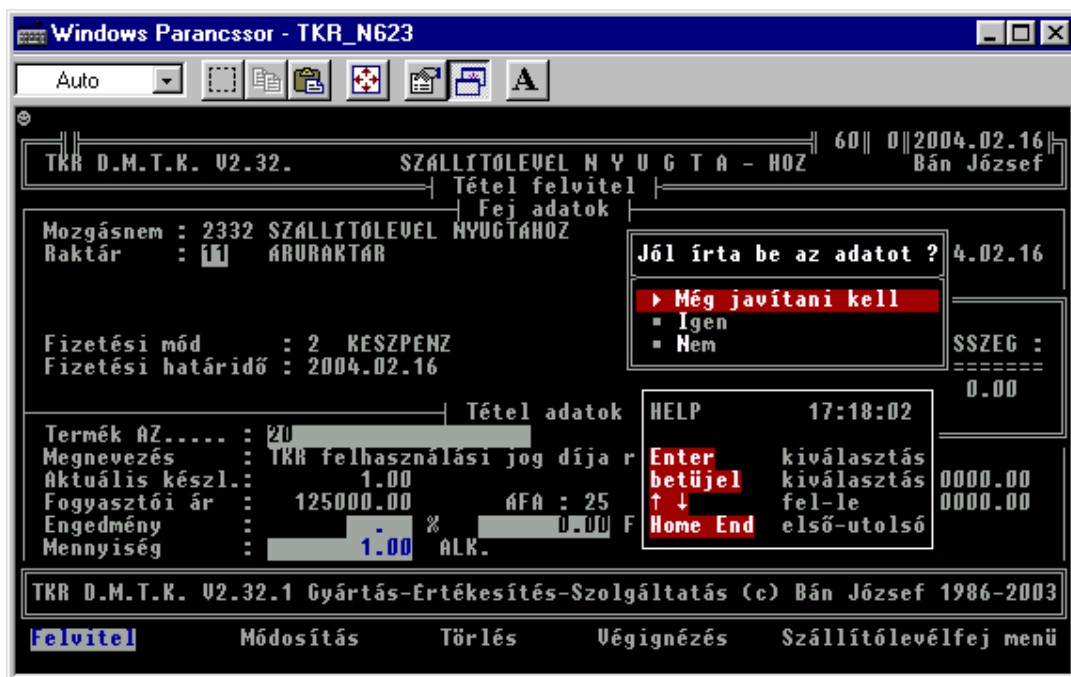 Windows Parancssor - TKR_N623
Auto
A
60 0 2004.02.16
TKR D.M.T.K. V2.32. SZÁLLÍTÓLEVÉL N Y U G T A - HOZ Bán József
Tétel felvitel
Fej adatok
Mozgásnem : 2332 SZÁLLÍTÓLEVÉL NYUGTÁHOZ
Raktár : 11 ÁRURAKTÁR 4.02.16
Jól írta be az adatot ?
Még javítani kell
Igen
Nem
Fizetési mód : 2 KÉSZPÉNZ SSZEG :
Fizetési határidő : 2004.02.16 =======
0.00
Tétel adatok
HELP 17:18:02
Enter kiválasztás
betüjel kiválasztás
↑ ↓ fel-le
Home End első-utolsó
Termék AZ..... : 20
Megnevezés : TKR felhasználási jog díja r
Aktuális készl.: 1.00 0000.00
Fogyasztói ár : 125000.00 ÁFA : 25 0000.00
Engedmény : . % 0.00 F
Mennyiség : 1.00 ALK.
TKR D.M.T.K. V2.32.1 Gyártás-Értékesítés-Szolgáltatás (c) Bán József 1986-2003
Felvitel Módosítás Törlés Végignézés Szállítólevélfej menü